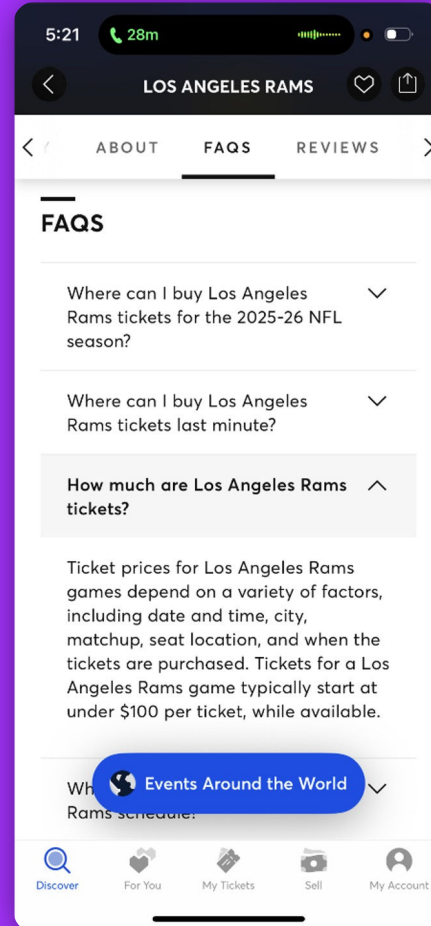 5:21
28m
LOS ANGELES RAMS
ABOUT
FAQS
REVIEWS
FAQS
Where can I buy Los Angeles
Rams tickets for the 2025-26 NFL
season?
Where can I buy Los Angeles
Rams tickets last minute?
How much are Los Angeles Rams
tickets?
Ticket prices for Los Angeles Rams
games depend on a variety of factors,
including date and time, city,
matchup, seat location, and when the
tickets are purchased. Tickets for a Los
Angeles Rams game typically start at
under $100 per ticket, while available.
Wh
Events Around the World
Rams schedule?
Discover
For You
My Tickets
Sell
My Account